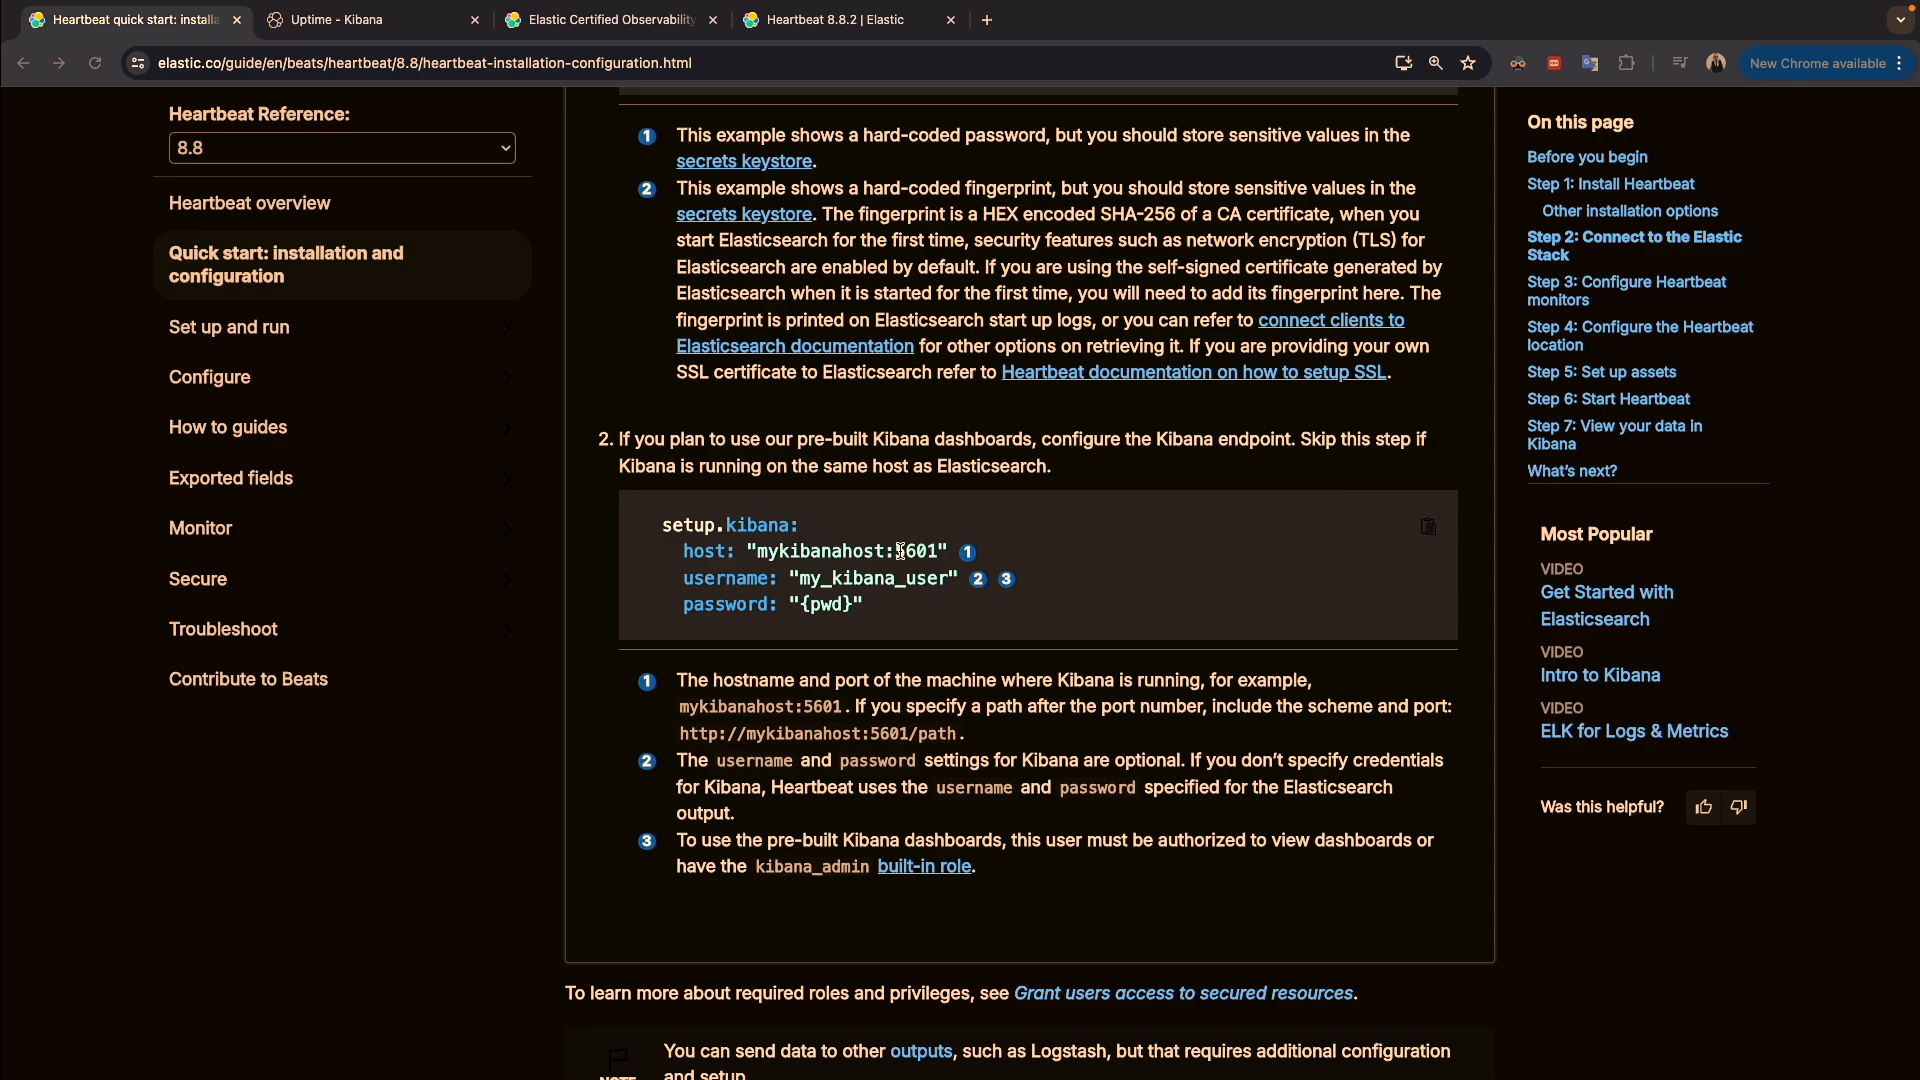 Heartbeat quick start: installa
Uptime - Kibana
Elastic Certified Observability
Heartbeat 8.8.2 | Elastic
elastic.co/guide/en/beats/heartbeat/8.8/heartbeat-installation-configuration.html
New Chrome available
Heartbeat Reference:
8.8
Heartbeat overview
Quick start: installation and
configuration
Set up and run
Configure
How to guides
Exported fields
Monitor
Secure
Troubleshoot
Contribute to Beats
1 This example shows a hard-coded password, but you should store sensitive values in the
secrets keystore.
2 This example shows a hard-coded fingerprint, but you should store sensitive values in the
secrets keystore. The fingerprint is a HEX encoded SHA-256 of a CA certificate, when you
start Elasticsearch for the first time, security features such as network encryption (TLS) for
Elasticsearch are enabled by default. If you are using the self-signed certificate generated by
Elasticsearch when it is started for the first time, you will need to add its fingerprint here. The
fingerprint is printed on Elasticsearch start up logs, or you can refer to connect clients to
Elasticsearch documentation for other options on retrieving it. If you are providing your own
SSL certificate to Elasticsearch refer to Heartbeat documentation on how to setup SSL.
2. If you plan to use our pre-built Kibana dashboards, configure the Kibana endpoint. Skip this step if
Kibana is running on the same host as Elasticsearch.
setup.kibana:
host: "mykibanahost:5601" 1
username: "my_kibana_user" 2 3
password: "{pwd}"
1 The hostname and port of the machine where Kibana is running, for example,
mykibanahost:5601. If you specify a path after the port number, include the scheme and port:
http://mykibanahost:5601/path.
2 The username and password settings for Kibana are optional. If you don't specify credentials
for Kibana, Heartbeat uses the username and password specified for the Elasticsearch
output.
3 To use the pre-built Kibana dashboards, this user must be authorized to view dashboards or
have the kibana_admin built-in role.
To learn more about required roles and privileges, see Grant users access to secured resources.
You can send data to other outputs, such as Logstash, but that requires additional configuration
and setup.
NOTE
On this page
Before you begin
Step 1: Install Heartbeat
Other installation options
Step 2: Connect to the Elastic
Stack
Step 3: Configure Heartbeat
monitors
Step 4: Configure the Heartbeat
location
Step 5: Set up assets
Step 6: Start Heartbeat
Step 7: View your data in
Kibana
What's next?
Most Popular
VIDEO
Get Started with
Elasticsearch
VIDEO
Intro to Kibana
VIDEO
ELK for Logs & Metrics
Was this helpful?